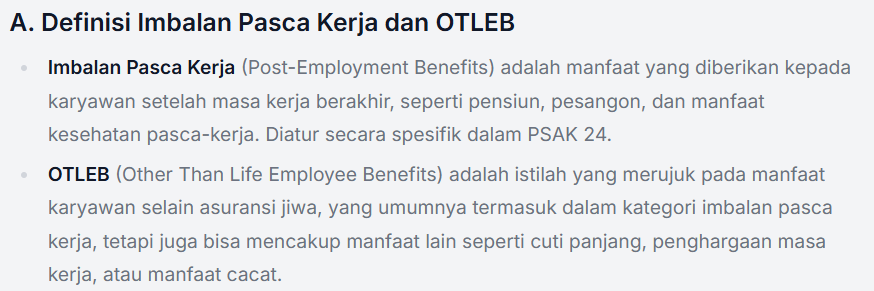 A. Definisi Imbalan Pasca Kerja dan OTLEB
Imbalan Pasca Kerja (Post-Employment Benefits) adalah manfaat yang diberikan kepada
karyawan setelah masa kerja berakhir, seperti pensiun, pesangon, dan manfaat
kesehatan pasca-kerja. Diatur secara spesifik dalam PSAK 24.
OTLEB (Other Than Life Employee Benefits) adalah istilah yang merujuk pada manfaat
karyawan selain asuransi jiwa, yang umumnya termasuk dalam kategori imbalan pasca
kerja, tetapi juga bisa mencakup manfaat lain seperti cuti panjang, penghargaan masa
kerja, atau manfaat cacat.